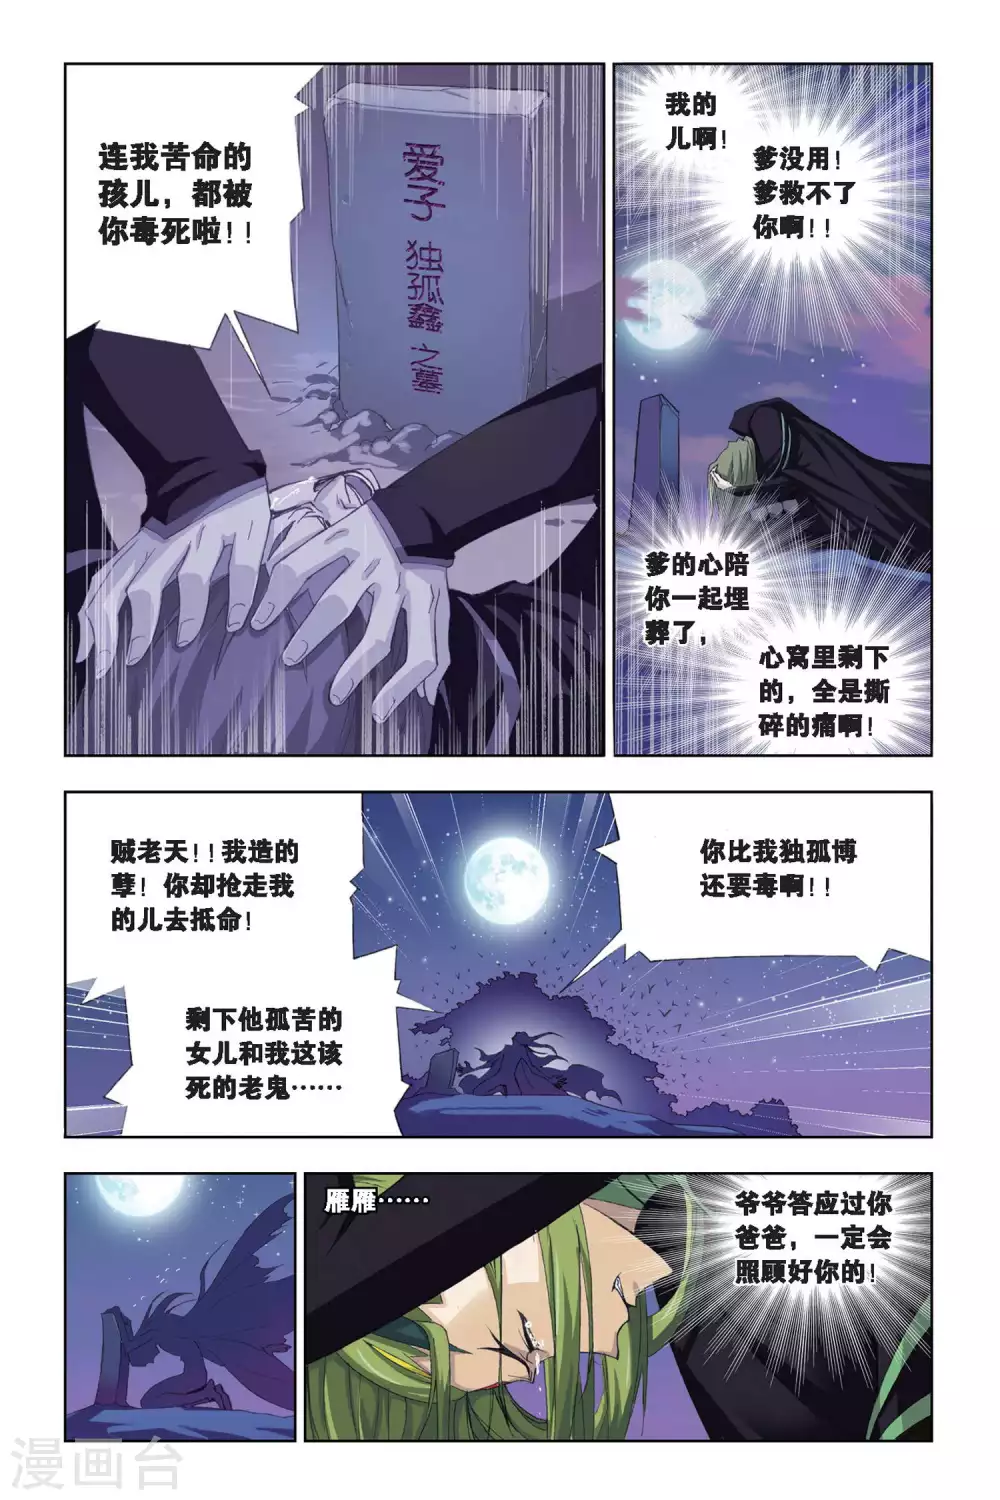 连我苦命的
孩儿，都被
你毒死啦！！
爱子
独孤鑫
之墓
我的
儿啊！
爹没用！
爹救不了
你啊！！
爹的心陪
你一起埋
葬了，
心窝里剩下
的，全是撕
碎的痛啊！
贼老天！！我造的
孽！你却抢走我
的儿去抵命！
你比我独孤博
还要毒啊！！
剩下他孤苦的
女儿和我这该
死的老鬼……
雁雁……
爷爷答应过你
爸爸，一定会
照顾好你的！
漫画台